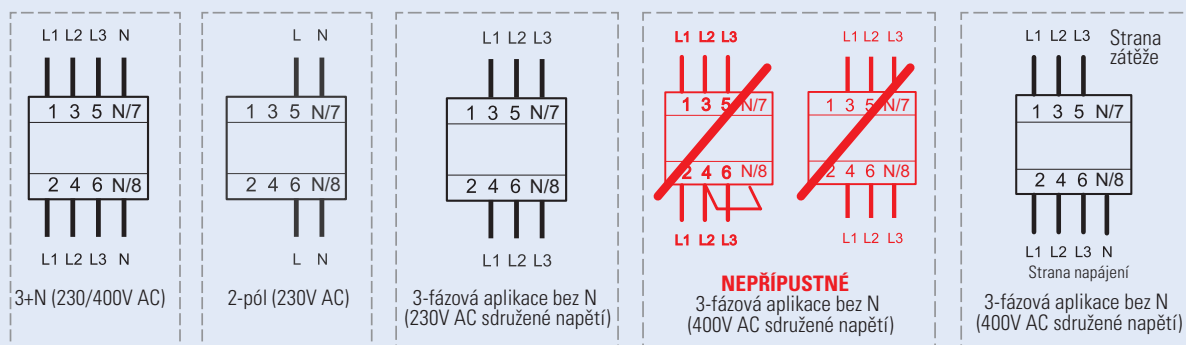 L1 L2 L3 N
1 3 5 N/7
2 4 6 N/8
L1 L2 L3 N
3+N (230/400V AC)
L N
1 3 5 N/7
2 4 6 N/8
L N
2-pól (230V AC)
L1 L2 L3
1 3 5 N/7
2 4 6 N/8
L1 L2 L3
3-fázová aplikace bez N
(230V AC sdružené napětí)
L1 L2 L3
1 3 5 N/7
2 4 6 N/8
L1 L2 L3
L1 L2 L3
1 3 5 N/7
2 4 6 N/8
L1 L2 L3
NEPŘÍPUSTNÉ
3-fázová aplikace bez N
(400V AC sdružené napětí)
L1 L2 L3
Strana
zátěže
1 3 5 N/7
2 4 6 N/8
L1 L2 L3 N
Strana napájení
3-fázová aplikace bez N
(400V AC sdružené napětí)